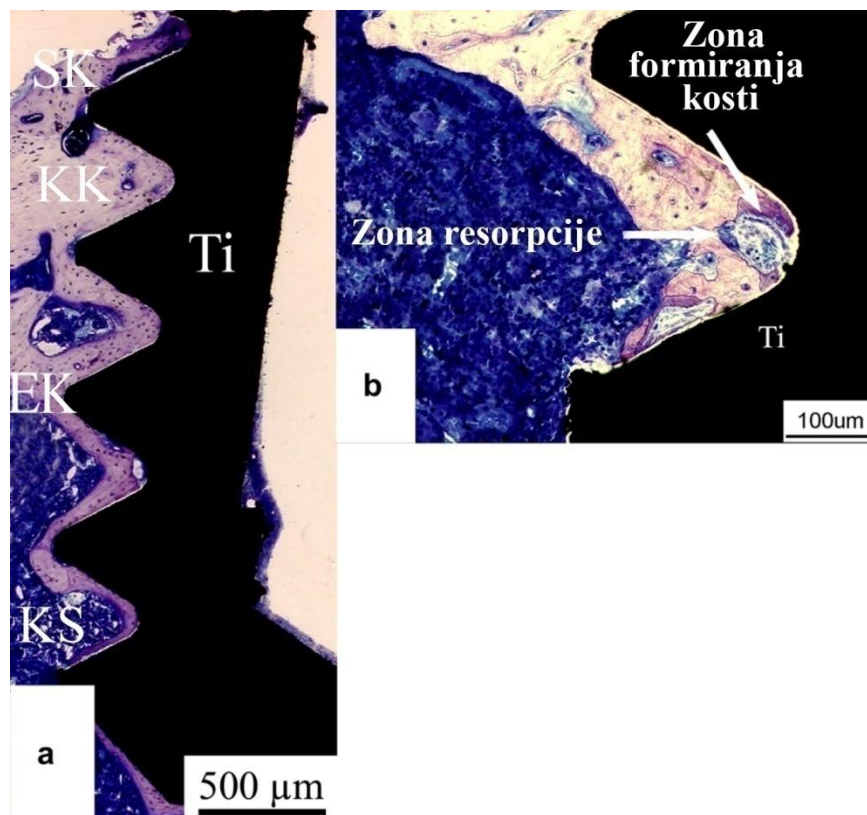 SK
KK
Ti
EK
KS
a
500 µm
Zona
formiranja
kosti
Zona resorpcije
Ti
b
100um